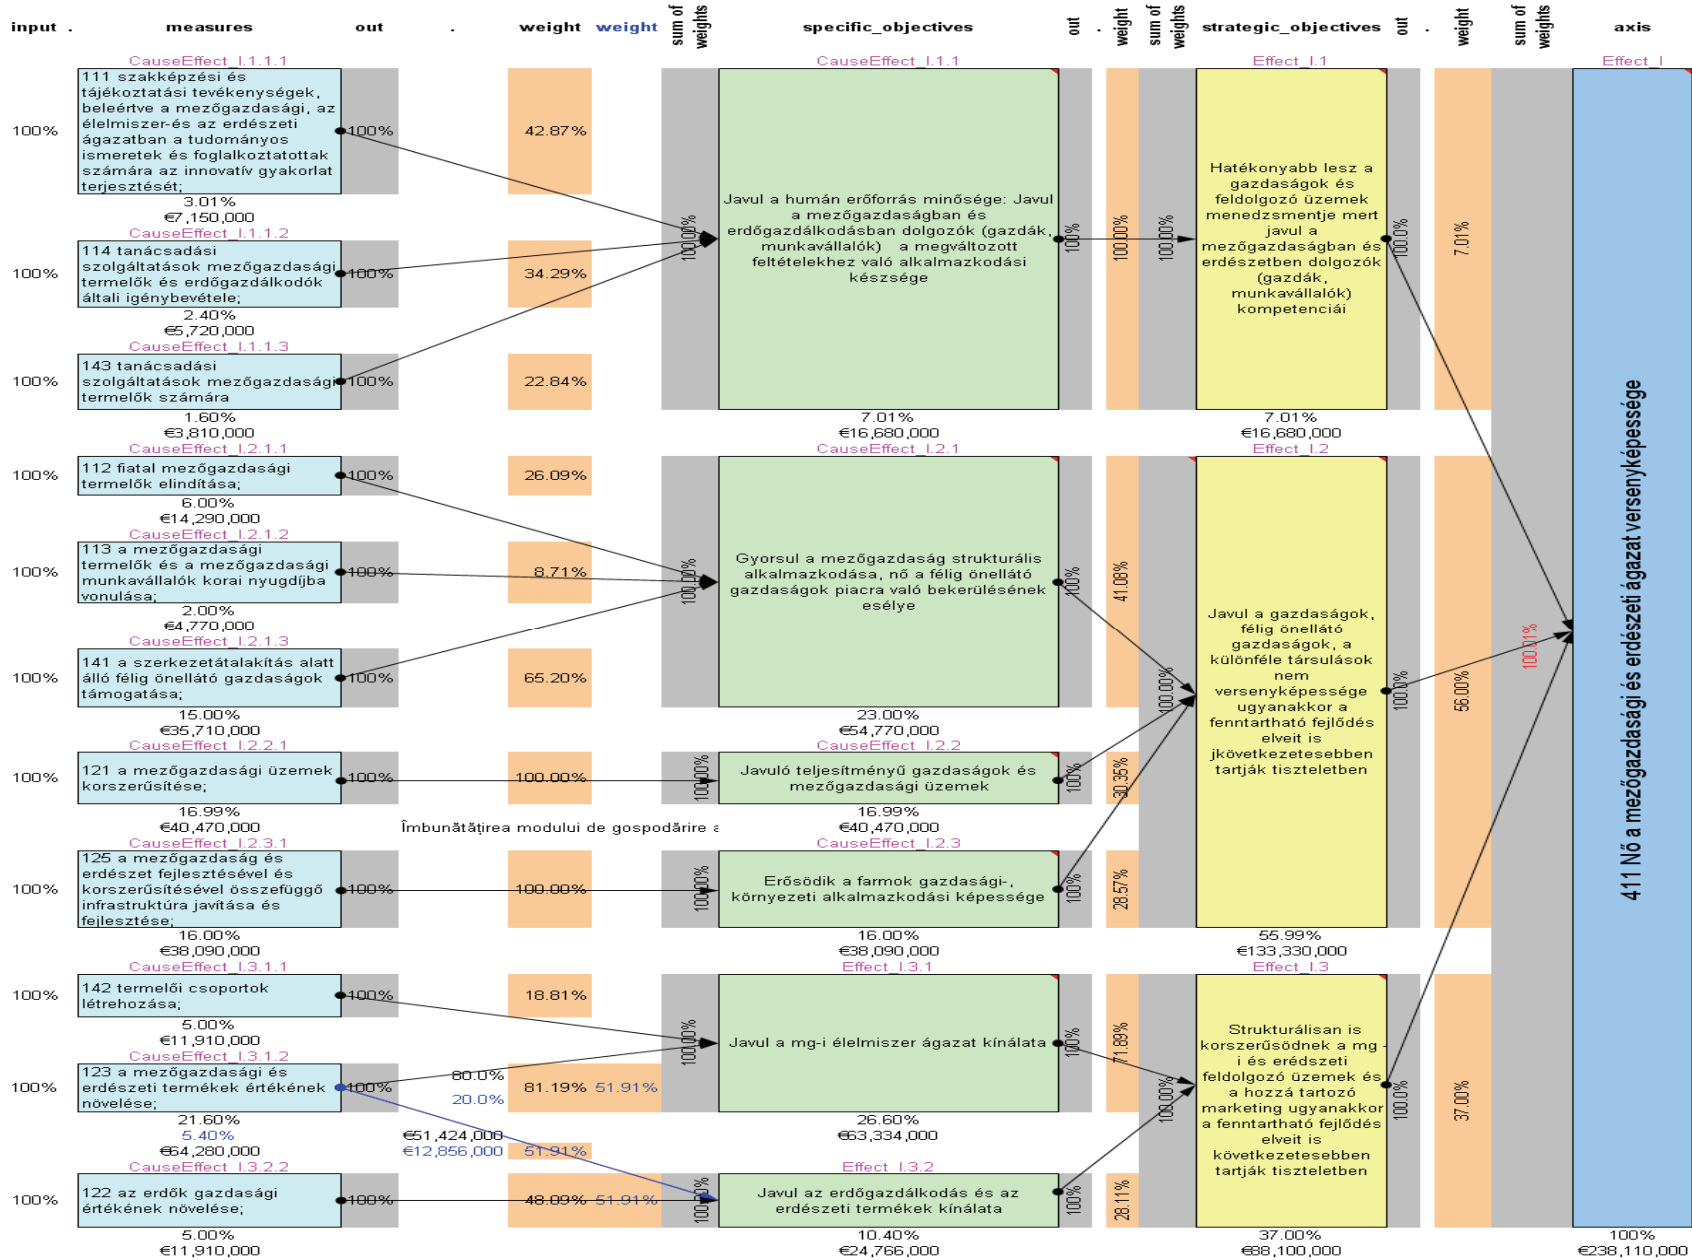 input . measures out . weight weight sum of weights specific_objectives out . weight sum of weights strategic_objectives out . weight sum of weights axis
CauseEffect_I.1.1.1 CauseEffect_I.1.1 Effect_I.1 Effect_I
111 szakképzési és
tájékoztatási tevékenységek,
beleértve a mezőgazdasági, az
élelmiszer-és az erdészeti
ágazatban a tudományos
ismeretek és foglalkoztatottak
számára az innovatív gyakorlat
terjesztését;
100% 100% 42.87%
3.01%
€7,150,000
CauseEffect_I.1.1.2
114 tanácsadási
szolgáltatások mezőgazdasági
termelők és erdőgazdálkodók
általi igénybevétele;
100% 100% 34.29%
2.40%
€5,720,000
CauseEffect_I.1.1.3
143 tanácsadási
szolgáltatások mezőgazdasági
termelők számára
100% 100% 22.84%
1.60%
€3,810,000
100.00%
Javul a humán erőforrás minősége: Javul
a mezőgazdaságban és
erdőgazdálkodásban dolgozók (gazdák,
munkavállalók) a megváltozott
feltételekhez való alkalmazkodási
készsége
100% 100.00% 100.00%
7.01%
€16,680,000
Hatékonyabb lesz a
gazdaságok és
feldolgozó üzemek
menedzsmentje mert
javul a
mezőgazdaságban és
erdészetben dolgozók
(gazdák,
munkavállalók)
kompetenciái
100.0% 7.01%
7.01%
€16,680,000
CauseEffect_I.2.1.1 CauseEffect_I.2.1 Effect_I.2
112 fiatal mezőgazdasági
termelők elindítása;
100% 100% 26.09%
6.00%
€14,290,000
CauseEffect_I.2.1.2
113 a mezőgazdasági
termelők és a mezőgazdasági
munkavállalók korai nyugdíjba
vonulása;
100% 100% 8.71%
2.00%
€4,770,000
CauseEffect_I.2.1.3
141 a szerkezetátalakítás alatt
álló félig önellátó gazdaságok
támogatása;
100% 100% 65.20%
15.00%
€35,710,000
100.00%
Gyorsul a mezőgazdaság strukturális
alkalmazkodása, nő a félig önellátó
gazdaságok piacra való bekerülésének
esélye
100% 41.08%
23.00%
€54,770,000
CauseEffect_I.2.2.1 CauseEffect_I.2.2
121 a mezőgazdasági üzemek
korszerűsítése;
100% 100% 100.00% 100.00%
16.99%
€40,470,000
Îmbunătățirea modului de gospodărire a
Javuló teljesítményű gazdaságok és
mezőgazdasági üzemek
100% 30.35%
16.99%
€40,470,000
CauseEffect_I.2.3.1 CauseEffect_I.2.3
125 a mezőgazdaság és
erdészet fejlesztésével és
korszerűsítésével összefüggő
infrastruktúra javítása és
fejlesztése;
100% 100% 100.00% 100.00%
16.00%
€38,090,000
Erősödik a farmok gazdasági-,
környezeti alkalmazkodási képessége
100% 28.57%
16.00%
€38,090,000
100.00%
Javul a gazdaságok,
félig önellátó
gazdaságok, a
különféle társulások
nem
versenyképessége
ugyanakkor a
fenntartható fejlődés
elveit is
jkövetkezetesebben
tartják tiszteletben
100.0% 56.00%
55.99%
€133,330,000
CauseEffect_I.3.1.1 Effect_I.3.1 Effect_I.3
142 termelői csoportok
létrehozása;
100% 100% 18.81%
5.00%
€11,910,000
CauseEffect_I.3.1.2
123 a mezőgazdasági és
erdészeti termékek értékének
növelése;
100% 100% 80.0% 20.0% 81.19% 51.91%
21.60%
5.40%
€64,280,000
€51,424,000
€12,856,000 51.91%
100.00%
Javul a mg-i élelmiszer ágazat kínálata
100% 71.89%
26.60%
€63,334,000
CauseEffect_I.3.2.2 Effect_I.3.2
122 az erdők gazdasági
értékének növelése;
100% 100% 48.09% 51.91% 100.00%
5.00%
€11,910,000
Javul az erdőgazdálkodás és az
erdészeti termékek kínálata
100% 28.11%
10.40%
€24,766,000
100.00%
Strukturálisan is
korszerűsödnek a mg -
i és erédszeti
feldolgozó üzemek és
a hozzá tartozó
marketing ugyanakkor
a fenntartható fejlődés
elveit is
következetesebben
tartják tiszteletben
100.0% 37.00%
37.00%
€88,100,000
100.01%
411 Nő a mezőgazdasági és erdészeti ágazat versenyképessége
100%
€238,110,000